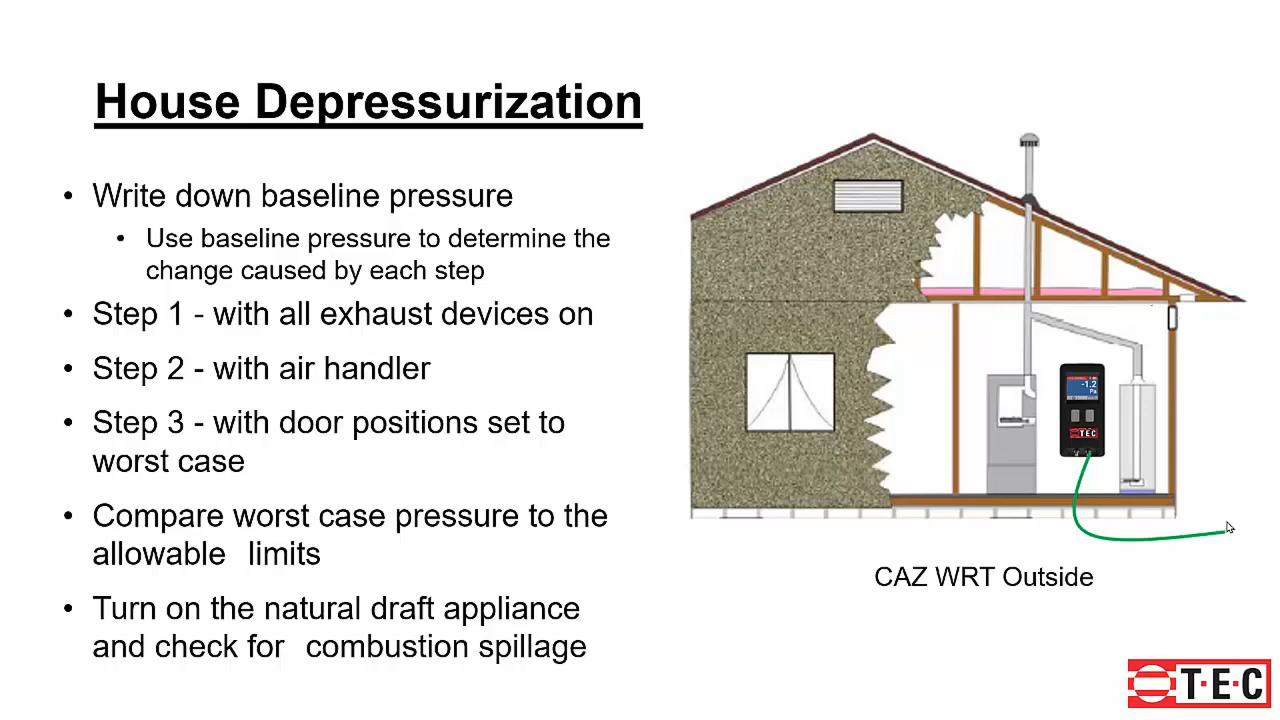 House Depressurization
• Write down baseline pressure
• Use baseline pressure to determine the
change caused by each step
• Step 1 - with all exhaust devices on
• Step 2 - with air handler
• Step 3 - with door positions set to
worst case
• Compare worst case pressure to the
allowable limits
• Turn on the natural draft appliance
and check for combustion spillage
-1.2
Pa
TEC
CAZ WRT Outside
T·E·C